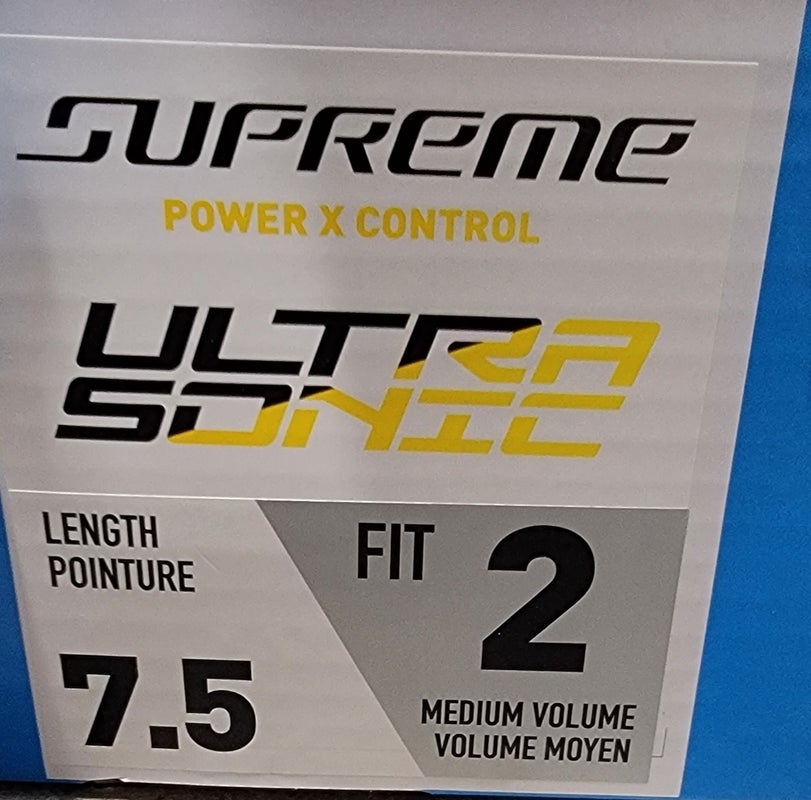 SUPREME
POWER X CONTROL
ULTRA
SONIC
LENGTH
POINTURE
7.5
FIT 2
MEDIUM VOLUME
VOLUME MOYEN